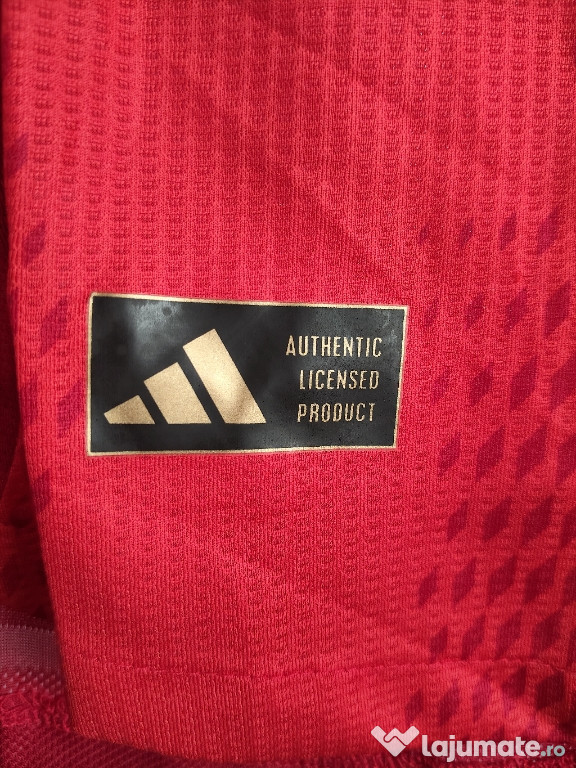 AUTHENTIC
LICENSED
PRODUCT
lajumate.ro